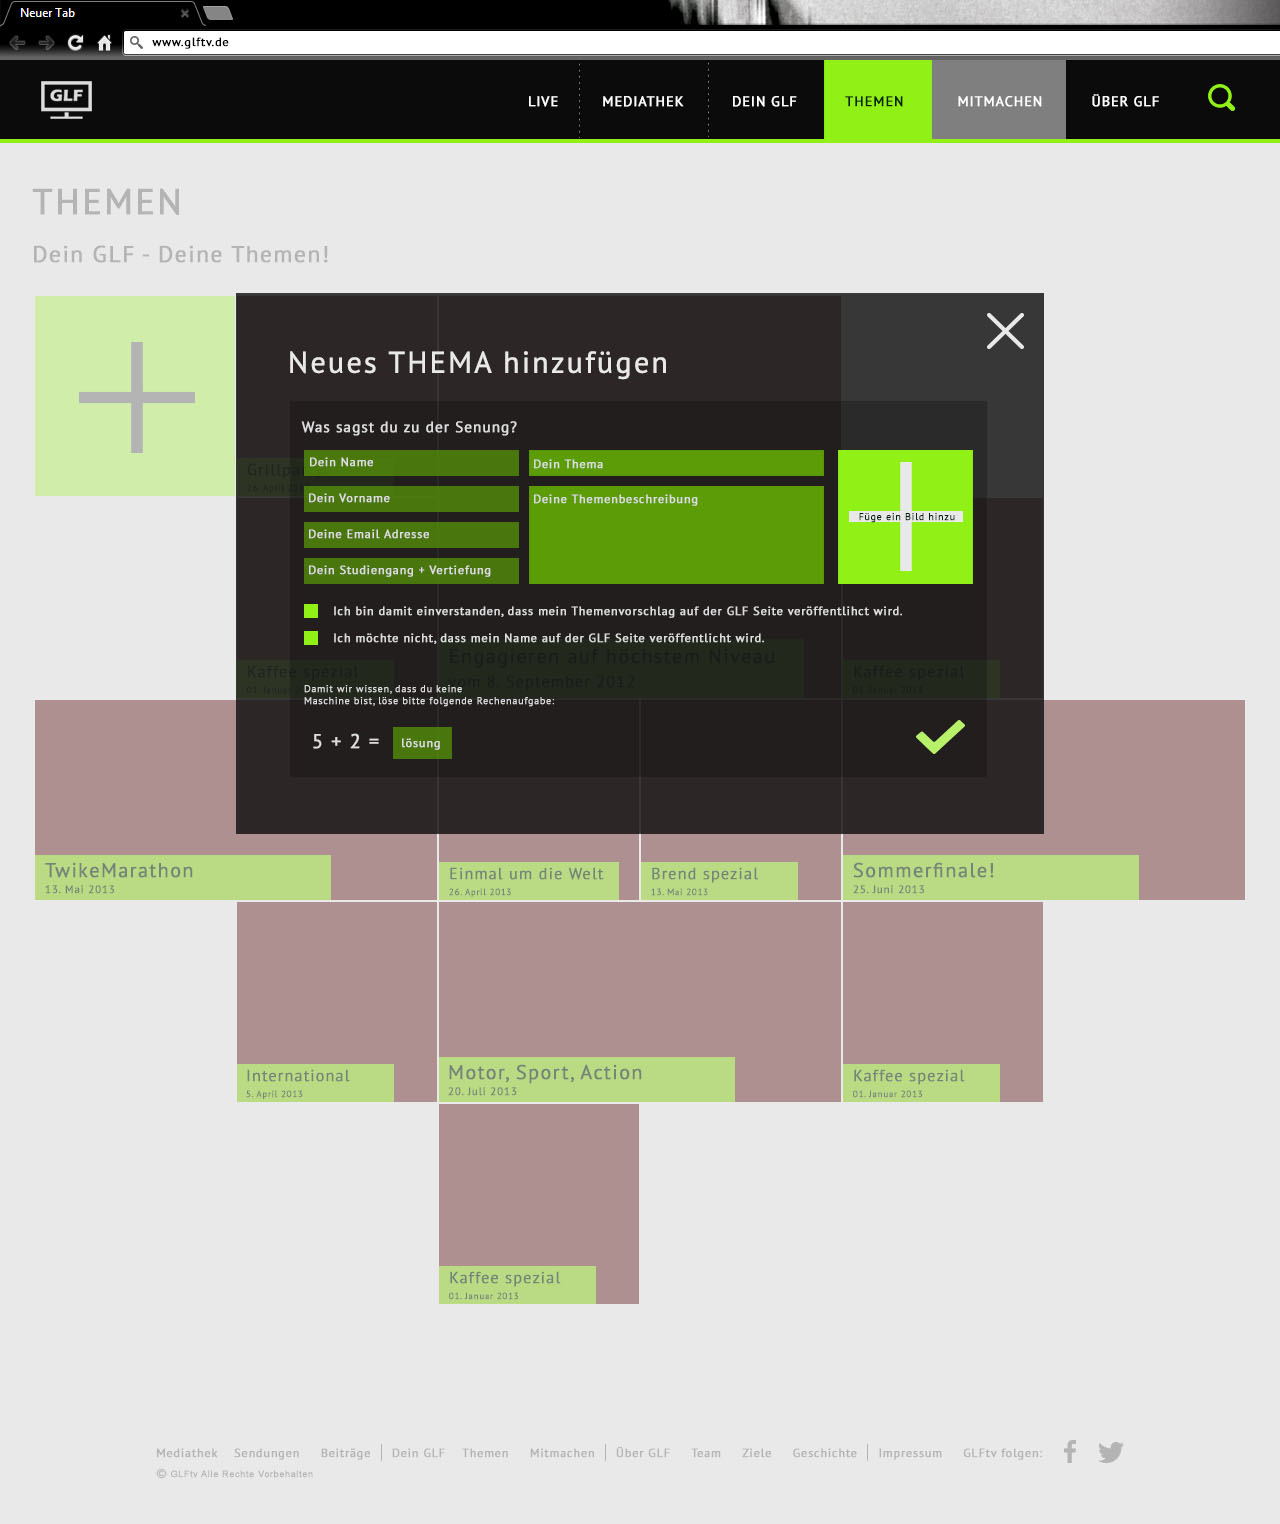 Neuer Tab
www.glftv.de
GLF
LIVE
MEDIATHEK
DEIN GLF
THEMEN
MITMACHEN
ÜBER GLF
THEMEN
Dein GLF - Deine Themen!
Neues THEMA hinzufügen
Was sagst du zu der Senung?
Dein Name
Dein Thema
Dein Vorname
Deine Themenbeschreibung
Füge ein Bild hinzu
Deine Email Adresse
Dein Studiengang + Vertiefung
Ich bin damit einverstanden, dass mein Themenvorschlag auf der GLF Seite veröffentlihct wird.
Ich möchte nicht, dass mein Name auf der GLF Seite veröffentlicht wird.
Engagieren auf höchstem Niveau
vom 8. September 2012
Kaffee spezial
Kaffee spezial
01. Januar 2013
Damit wir wissen, dass du keine
Maschine bist, löse bitte folgende Rechenaufgabe:
5 + 2 =
lösung
TwikeMarathon
13. Mai 2013
Einmal um die Welt
26. April 2013
Brend spezial
13. Mai 2013
Sommerfinale!
25. Juni 2013
International
5. April 2013
Motor, Sport, Action
20. Juli 2013
Kaffee spezial
01. Januar 2013
Kaffee spezial
01. Januar 2013
Mediathek Sendungen Beiträge Dein GLF Themen Mitmachen Über GLF Team Ziele Geschichte Impressum GLFtv folgen:
© GLFtv Alle Rechte Vorbehalten